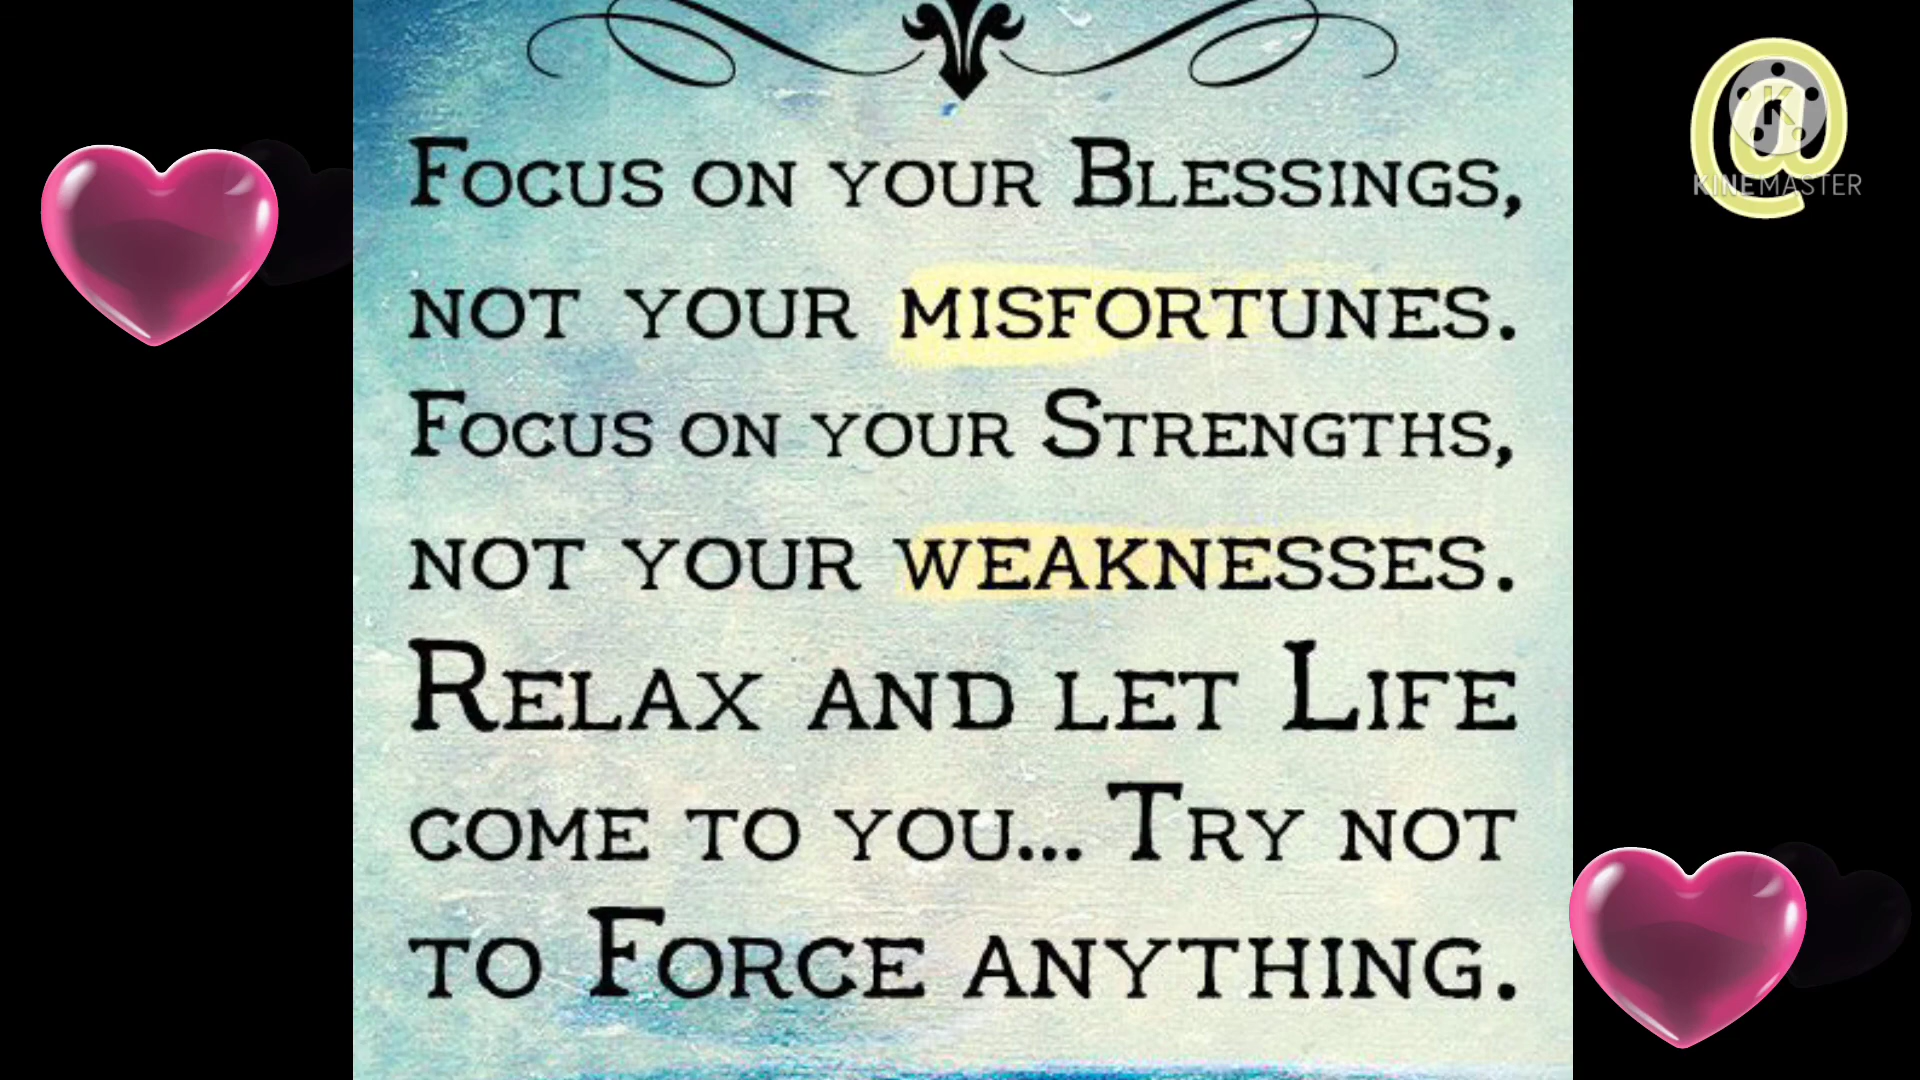 Focus on your Blessings,
not your misfortunes.
Focus on your Strengths,
not your weaknesses.
Relax and let Life
come to you... Try not
to Force anything.
@
K
KINEMASTER